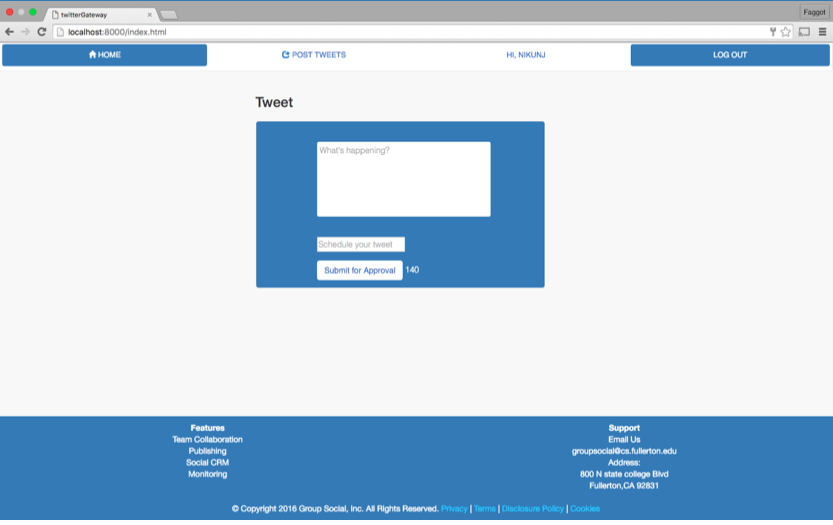 twitterGateway
Faggot
localhost:8000/index.html
HOME
POST TWEETS
HI, NIKUNJ
LOG OUT
Tweet
What's happening?
Schedule your tweet
Submit for Approval 140
Features
Team Collaboration
Publishing
Social CRM
Monitoring
Support
Email Us
groupsocial@cs.fullerton.edu
Address:
800 N state college Blvd
Fullerton,CA 92831
© Copyright 2016 Group Social, Inc. All Rights Reserved. Privacy | Terms | Disclosure Policy | Cookies